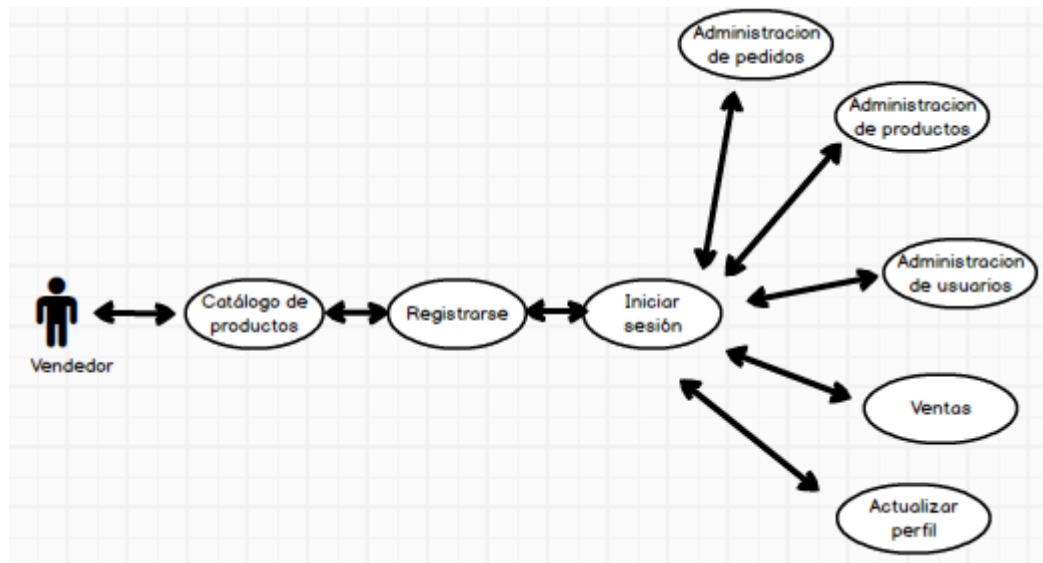 Administracion
de pedidos
Administracion
de productos
Administracion
de usuarios
Catálogo de
productos
Registrarse
Iniciar
sesión
Vendedor
Ventas
Actualizar
perfil